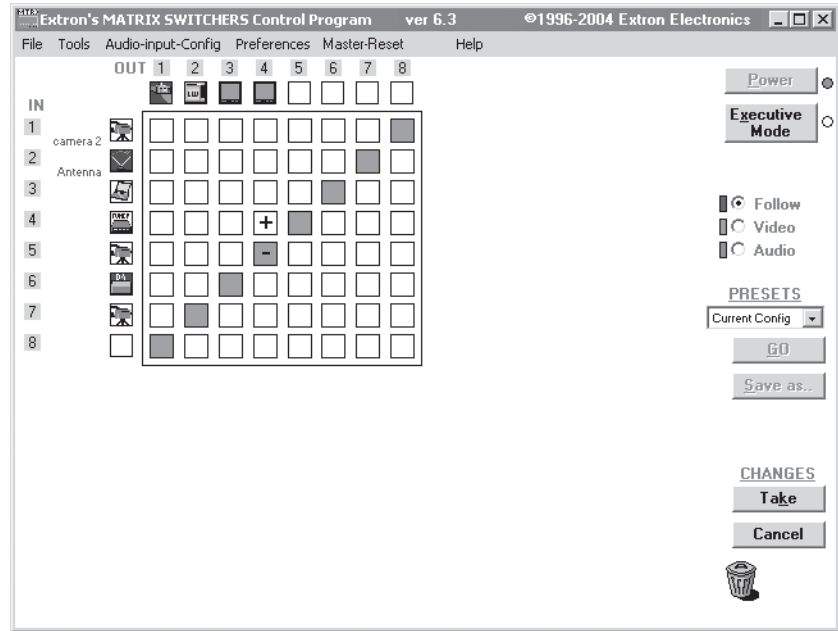 MTRX Extron's MATRIX SWITCHERS Control Program ver 6.3 ©1996-2004 Extron Electronics
File Tools Audio-input-Config Preferences Master-Reset Help
OUT 1 2 3 4 5 6 7 8
Power
IN
Executive
Mode
1 camera 2
2 Antenna
3
Follow
4 +
Video
5 -
Audio
6
PRESETS
7
Current Config
8
GO
Save as..
CHANGES
Take
Cancel